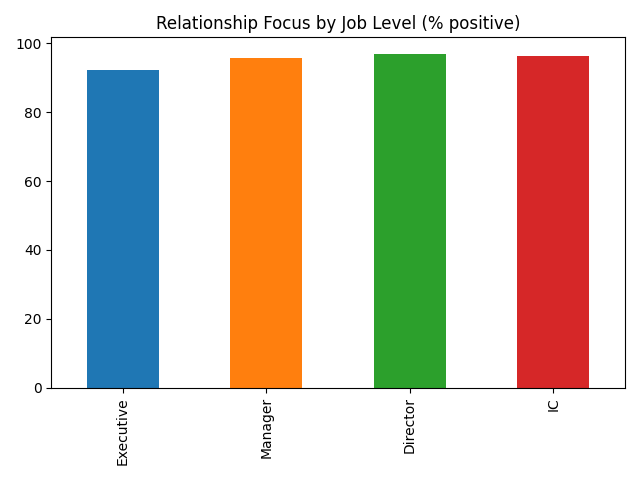 Relationship Focus by Job Level (% positive)
100
80
60
40
20
0
Executive
Manager
Director
IC